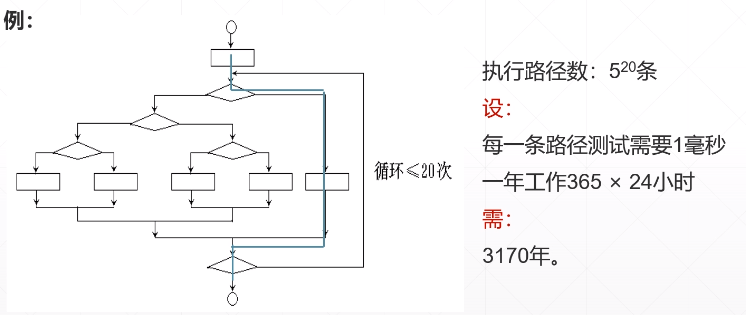 例：
循环≤20次
执行路径数：5²⁰条
设：
每一条路径测试需要1毫秒
一年工作365 × 24小时
需：
3170年。